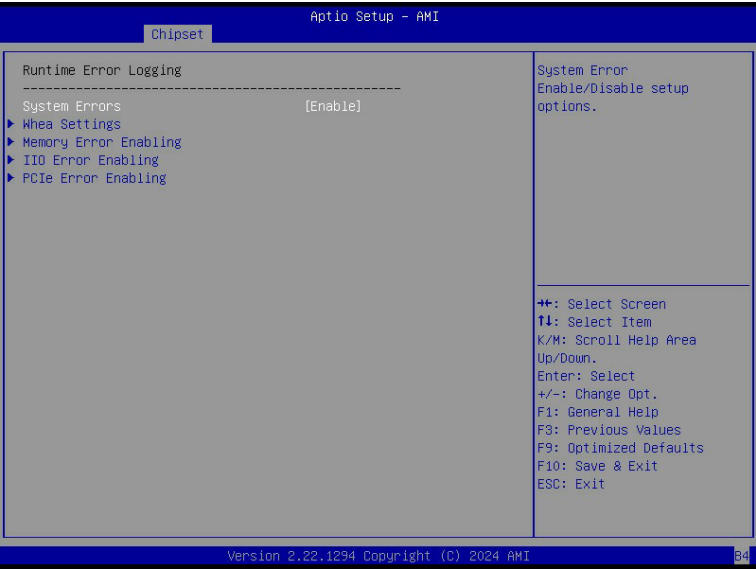 Aptio Setup - AMI
Chipset
Runtime Error Logging
--------------------------------------------------
System Errors [Enable]
Whea Settings
Memory Error Enabling
IIO Error Enabling
PCIe Error Enabling
System Error
Enable/Disable setup
options.
→←: Select Screen
↑↓: Select Item
K/M: Scroll Help Area
Up/Down.
Enter: Select
+/-: Change Opt.
F1: General Help
F3: Previous Values
F9: Optimized Defaults
F10: Save & Exit
ESC: Exit
Version 2.22.1294 Copyright (C) 2024 AMI
B4